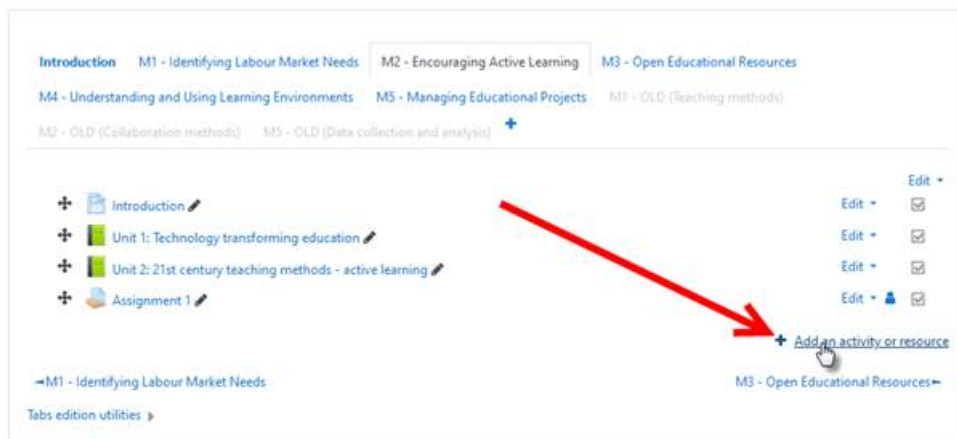 Introduction M1 - Identifying Labour Market Needs M2 - Encouraging Active Learning M3 - Open Educational Resources
M4 - Understanding and Using Learning Environments M5 - Managing Educational Projects M1 - OLD (Teaching methods)
M2 - OLD (Collaboration methods) M5 - OLD (Data collection and analysis)
Edit
Introduction Edit
Unit 1: Technology transforming education Edit
Unit 2: 21st century teaching methods - active learning Edit
Assignment 1 Edit
Add an activity or resource
M1 - Identifying Labour Market Needs M3 - Open Educational Resources
Tabs edition utilities